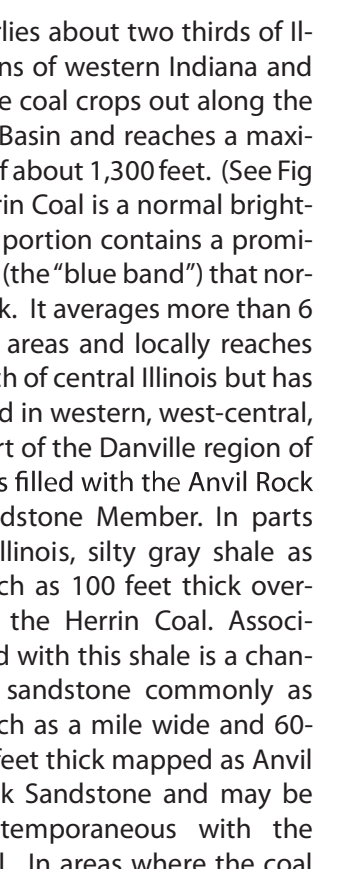 lies about two thirds of Il-
ns of western Indiana and
e coal crops out along the
Basin and reaches a maxi-
f about 1,300 feet. (See Fig
rin Coal is a normal bright-
portion contains a promi-
(the “blue band”) that nor-
k. It averages more than 6
areas and locally reaches
h of central Illinois but has
d in western, west-central,
rt of the Danville region of
s filled with the Anvil Rock
dstone Member. In parts
llinois, silty gray shale as
ch as 100 feet thick over-
the Herrin Coal. Associ-
d with this shale is a chan-
sandstone commonly as
ch as a mile wide and 60-
feet thick mapped as Anvil
k Sandstone and may be
temporaneous with the
l. In areas where the coal